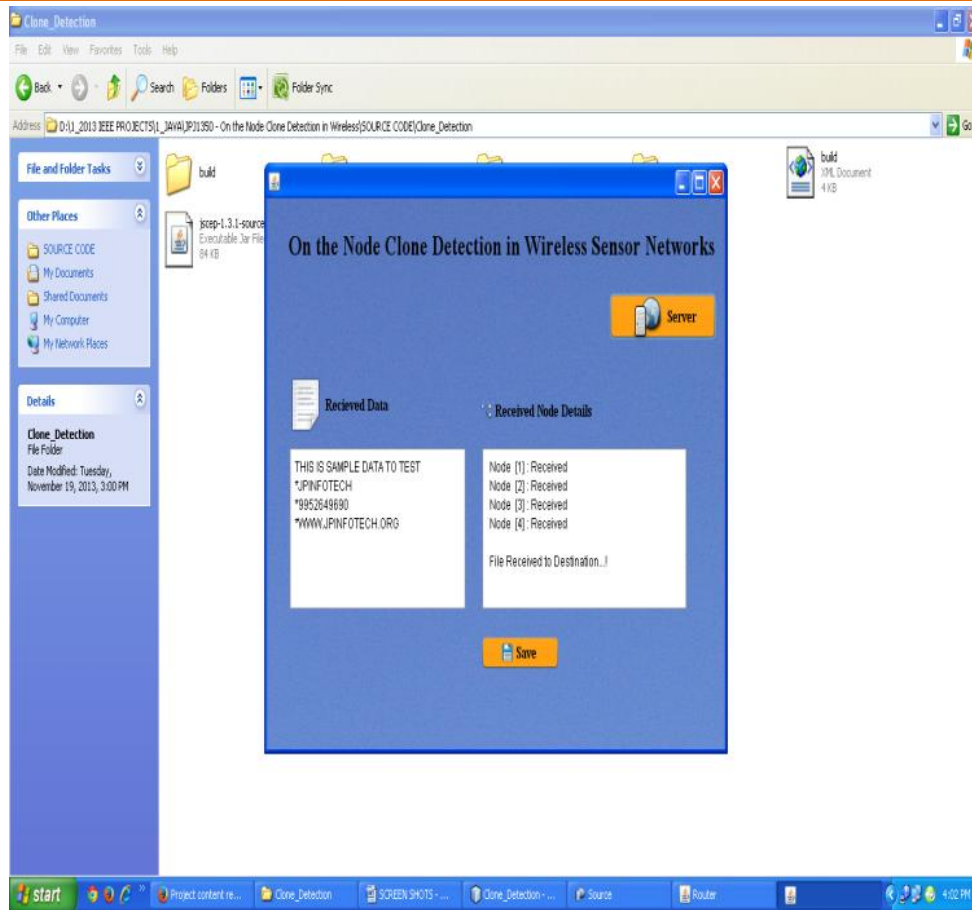 Clone_Detection
File Edit View Favorites Tools Help
Back Search Folders Folder Sync
Address D:\1_2013 IEEE PROJECTS\1_JAVA\JPJ1350 - On the Node Clone Detection in Wireless\SOURCE CODE\Clone_Detection Go
File and Folder Tasks
Other Places
SOURCE CODE
My Documents
Shared Documents
My Computer
My Network Places
Details
Clone_Detection
File Folder
Date Modified: Tuesday,
November 19, 2013, 3:00 PM
build
jscep-1.3.1-source
Executable Jar File
84 KB
build
XML Document
4 KB
On the Node Clone Detection in Wireless Sensor Networks
Server
Recieved Data
Received Node Details
THIS IS SAMPLE DATA TO TEST
*JPINFOTECH
*9952649690
*WWW.JPINFOTECH.ORG
Node [1] : Received
Node [2] : Received
Node [3] : Received
Node [4] : Received
File Received to Destination...!
Save
start
Project content re...
Clone_Detection
SCREEN SHOTS - ...
Clone_Detection - ...
Source
Router
4:02 PM